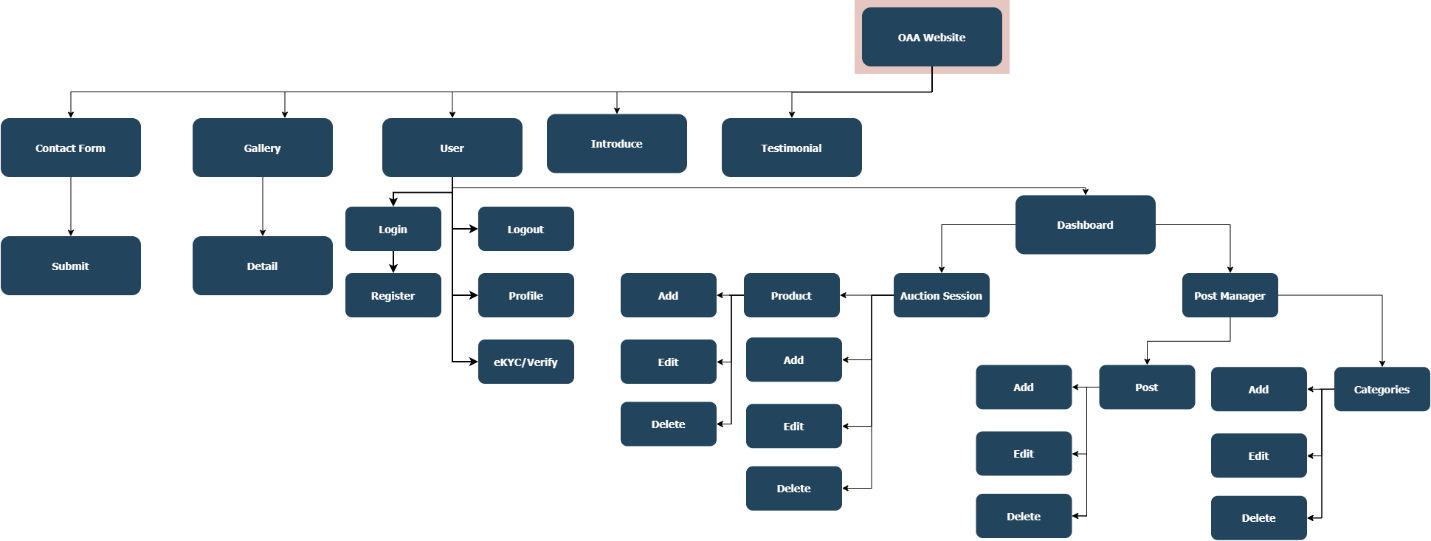 OAA Website
Contact Form
Gallery
User
Introduce
Testimonial
Login
Logout
Dashboard
Submit
Detail
Register
Profile
Add
Product
Auction Session
Post Manager
eKYC/Verify
Edit
Add
Add
Post
Add
Categories
Delete
Edit
Edit
Edit
Delete
Delete
Delete